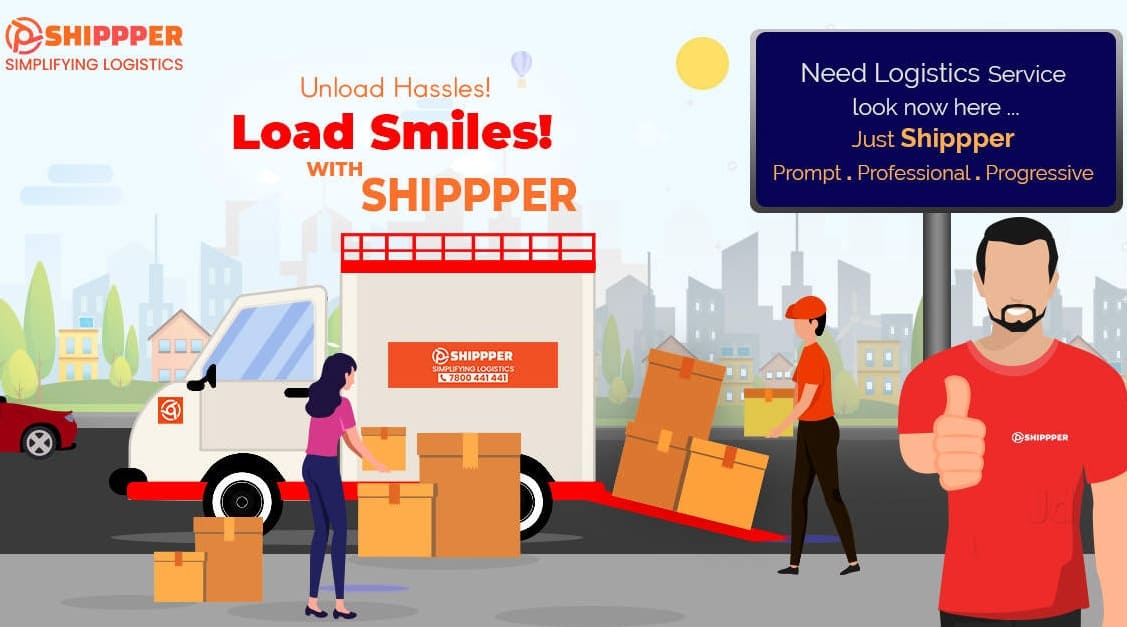 SHIPPPER
SIMPLIFYING LOGISTICS
Unload Hassles!
Load Smiles!
WITH
SHIPPPER
Need Logistics Service
look now here ...
Just Shippper
Prompt . Professional . Progressive
SHIPPPER
SIMPLIFYING LOGISTICS
7800 441 441
SHIPPPER
Jd